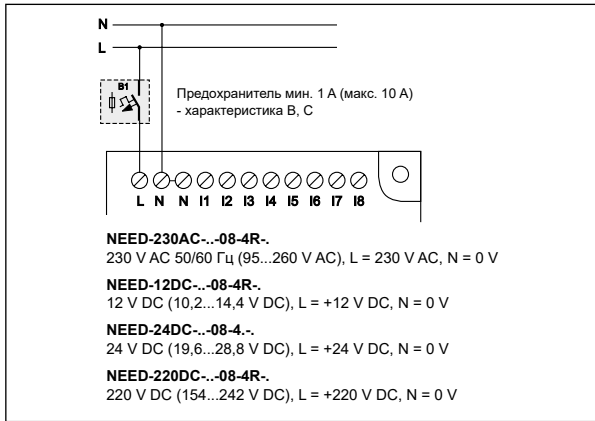 N
L
B1
Предохранитель мин. 1 А (макс. 10 А)
- характеристика B, C
L N N I1 I2 I3 I4 I5 I6 I7 I8
NEED-230AC-..-08-4R-.
230 V AC 50/60 Гц (95...260 V AC), L = 230 V AC, N = 0 V
NEED-12DC-..-08-4R-.
12 V DC (10,2...14,4 V DC), L = +12 V DC, N = 0 V
NEED-24DC-..-08-4.-.
24 V DC (19,6...28,8 V DC), L = +24 V DC, N = 0 V
NEED-220DC-..-08-4R-.
220 V DC (154...242 V DC), L = +220 V DC, N = 0 V